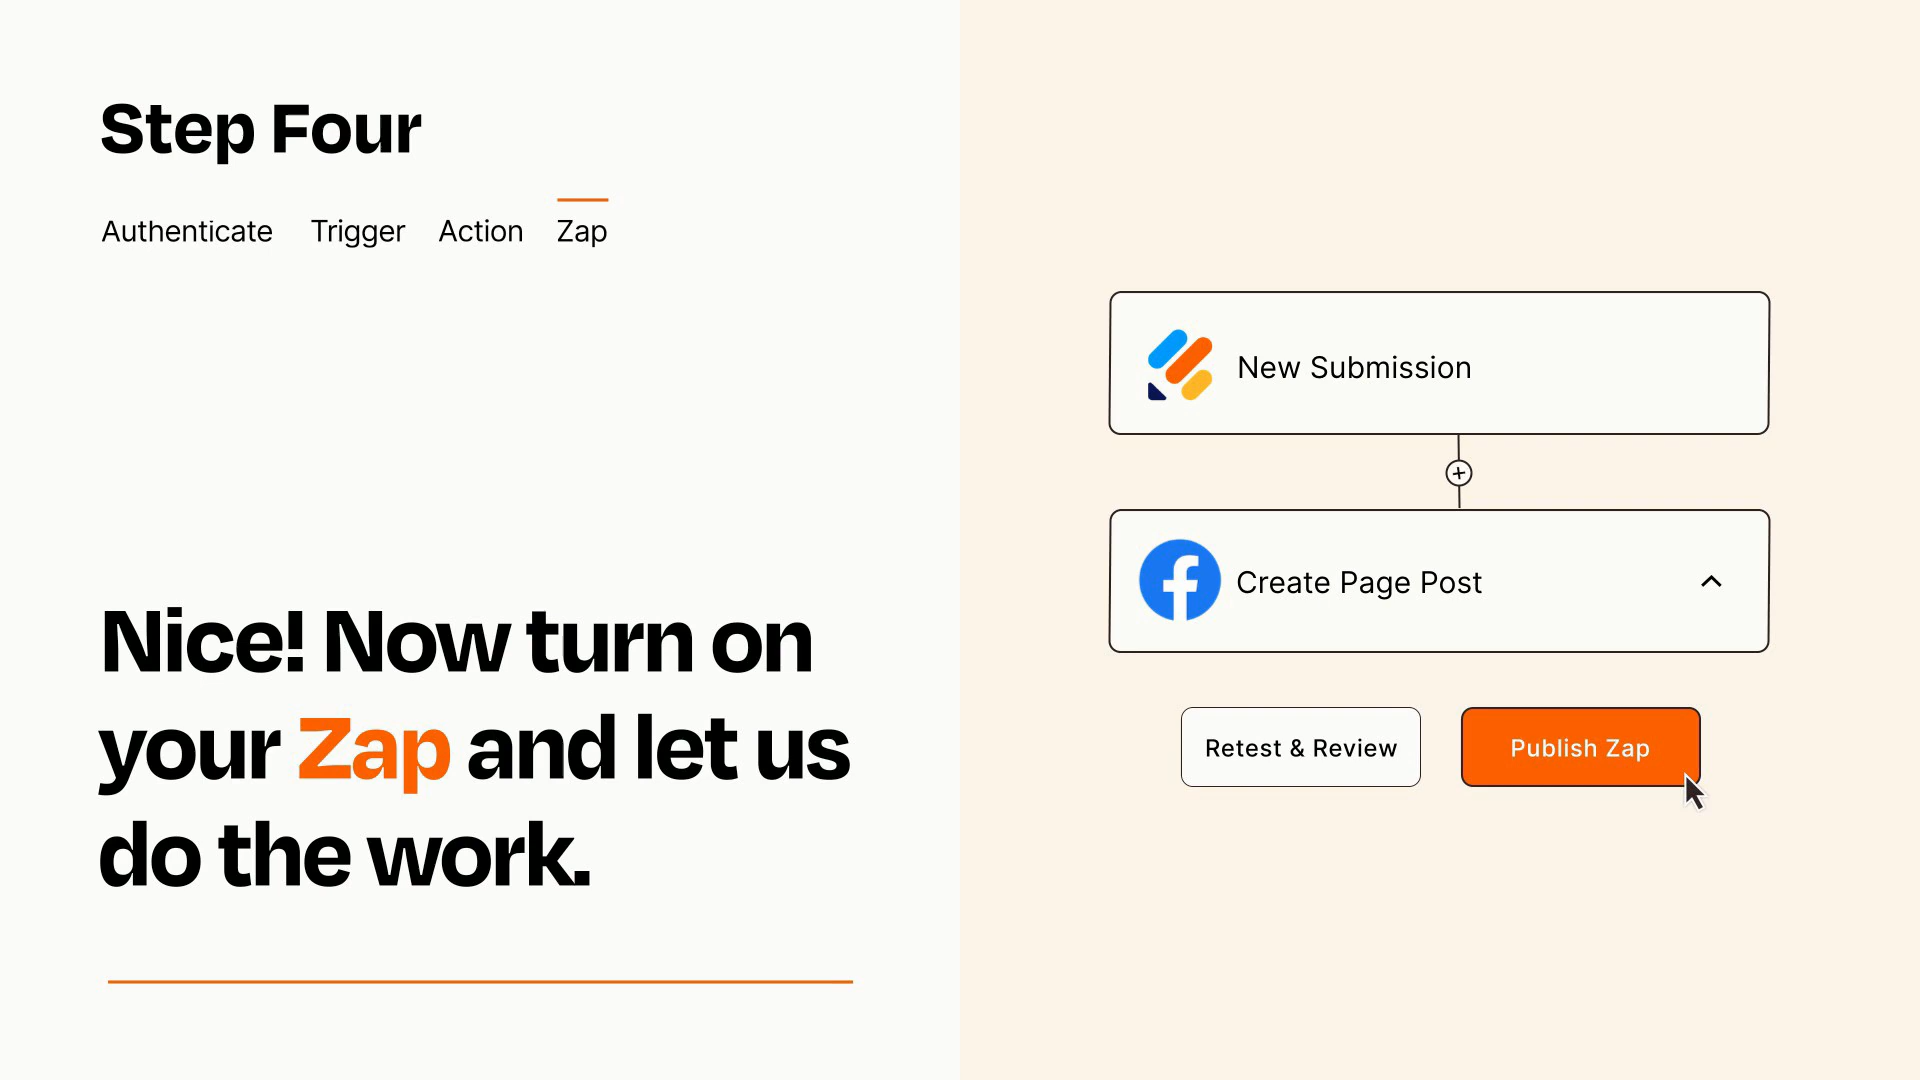 Step Four
Authenticate Trigger Action Zap
Nice! Now turn on
your Zap and let us
do the work.
New Submission
Create Page Post
Retest & Review
Publish Zap